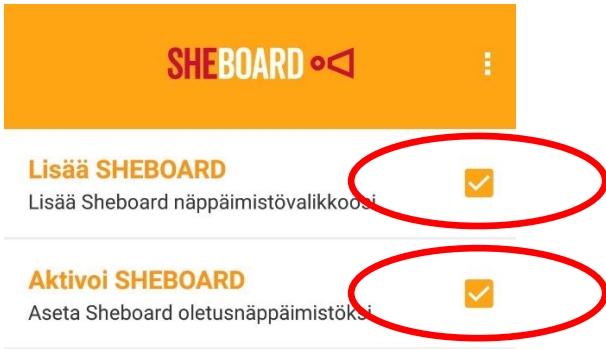 SHEBOARD
Lisää SHEBOARD
Lisää Sheboard näppäimistövalikkoosi
Aktivoi SHEBOARD
Aseta Sheboard oletusnäppäimistöksi